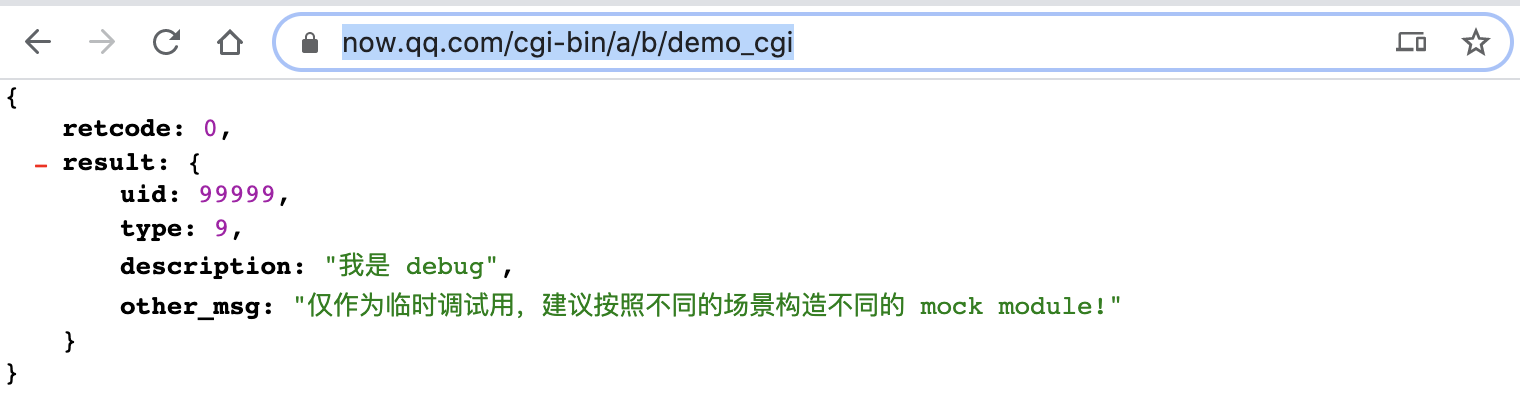 now.qq.com/cgi-bin/a/b/demo_cgi
{
retcode: 0,
- result: {
uid: 99999,
type: 9,
description: "我是 debug",
other_msg: "仅作为临时调试用，建议按照不同的场景构造不同的 mock module!"
}
}